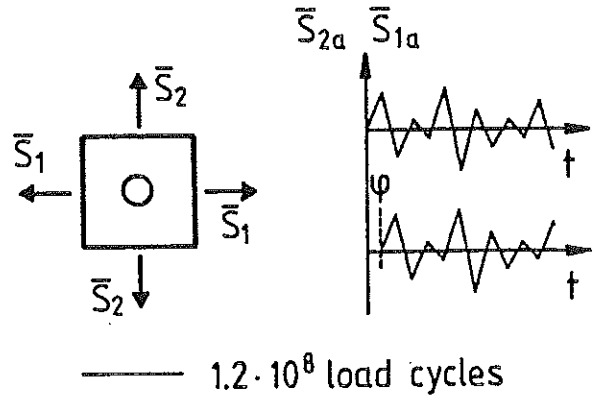 S̅₂ₐ S̅₁ₐ
S̅₂
S̅₁
S̅₁
S̅₂
t
φ
t
1.2·10⁸ load cycles